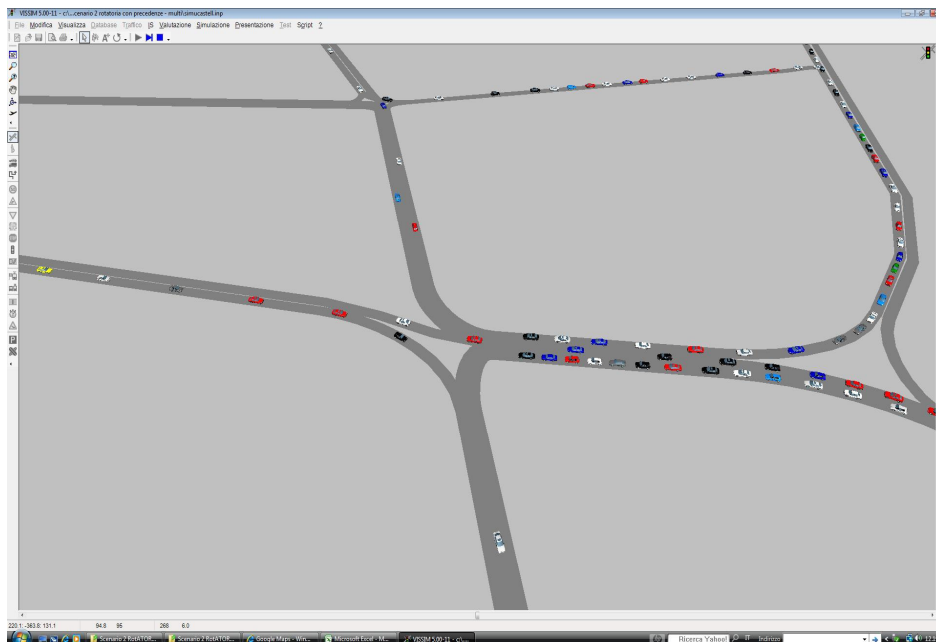 VISSIM 5.00-11 - c:\...cenario 2 rotatoria con precedenze - multi\simucastell.inp
File Modifica Visualizza Database Traffico IS Valutazione Simulazione Presentazione Test Script ?
220.1: -363.8: 131.1 94.8 95 268 6.0
Scenario 2 RotATOR... Scenario 2 RotATOR... Google Maps - Win... Microsoft Excel - M... VISSIM 5.00-11 - c:\... Ricerca Yahoo! IT Indirizzo